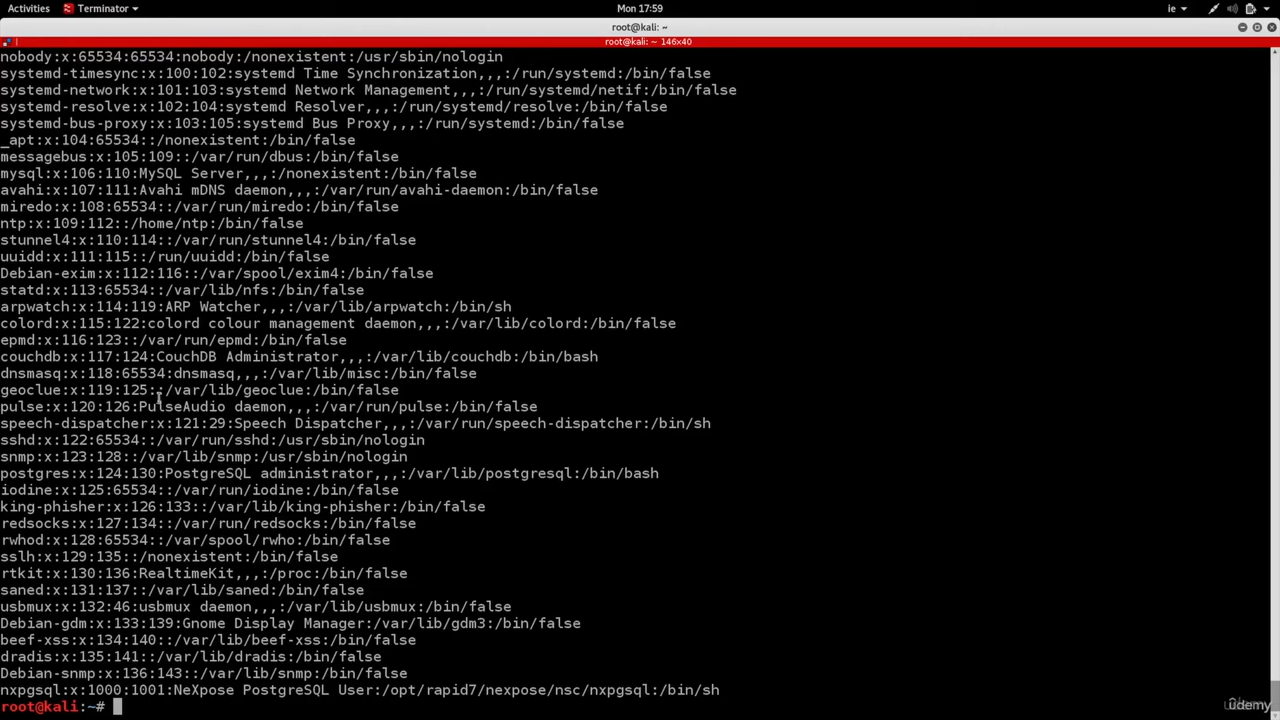 Activities Terminator Mon 17:59 ie
root@kali: ~
root@kali: ~ 146x40
nobody:x:65534:65534:nobody:/nonexistent:/usr/sbin/nologin
systemd-timesync:x:100:102:systemd Time Synchronization,,,:/run/systemd:/bin/false
systemd-network:x:101:103:systemd Network Management,,,:/run/systemd/netif:/bin/false
systemd-resolve:x:102:104:systemd Resolver,,,:/run/systemd/resolve:/bin/false
systemd-bus-proxy:x:103:105:systemd Bus Proxy,,,:/run/systemd:/bin/false
_apt:x:104:65534::/nonexistent:/bin/false
messagebus:x:105:109::/var/run/dbus:/bin/false
mysql:x:106:110:MySQL Server,,,:/nonexistent:/bin/false
avahi:x:107:111:Avahi mDNS daemon,,,:/var/run/avahi-daemon:/bin/false
miredo:x:108:65534::/var/run/miredo:/bin/false
ntp:x:109:112::/home/ntp:/bin/false
stunnel4:x:110:114::/var/run/stunnel4:/bin/false
uuidd:x:111:115::/run/uuidd:/bin/false
Debian-exim:x:112:116::/var/spool/exim4:/bin/false
statd:x:113:65534::/var/lib/nfs:/bin/false
arpwatch:x:114:119:ARP Watcher,,,:/var/lib/arpwatch:/bin/sh
colord:x:115:122:colord colour management daemon,,,:/var/lib/colord:/bin/false
epmd:x:116:123::/var/run/epmd:/bin/false
couchdb:x:117:124:CouchDB Administrator,,,:/var/lib/couchdb:/bin/bash
dnsmasq:x:118:65534:dnsmasq,,,:/var/lib/misc:/bin/false
geoclue:x:119:125::/var/lib/geoclue:/bin/false
pulse:x:120:126:PulseAudio daemon,,,:/var/run/pulse:/bin/false
speech-dispatcher:x:121:29:Speech Dispatcher,,,:/var/run/speech-dispatcher:/bin/sh
sshd:x:122:65534::/var/run/sshd:/usr/sbin/nologin
snmp:x:123:128::/var/lib/snmp:/usr/sbin/nologin
postgres:x:124:130:PostgreSQL administrator,,,:/var/lib/postgresql:/bin/bash
iodine:x:125:65534::/var/run/iodine:/bin/false
king-phisher:x:126:133::/var/lib/king-phisher:/bin/false
redsocks:x:127:134::/var/run/redsocks:/bin/false
rwhod:x:128:65534::/var/spool/rwho:/bin/false
sslh:x:129:135::/nonexistent:/bin/false
rtkit:x:130:136:RealtimeKit,,,:/proc:/bin/false
saned:x:131:137::/var/lib/saned:/bin/false
usbmux:x:132:46:usbmux daemon,,,:/var/lib/usbmux:/bin/false
Debian-gdm:x:133:139:Gnome Display Manager:/var/lib/gdm3:/bin/false
beef-xss:x:134:140::/var/lib/beef-xss:/bin/false
dradis:x:135:141::/var/lib/dradis:/bin/false
Debian-snmp:x:136:143::/var/lib/snmp:/bin/false
nxpgsql:x:1000:1001:NeXpose PostgreSQL User:/opt/rapid7/nexpose/nsc/nxpgsql:/bin/sh
root@kali:~#
ûdemy